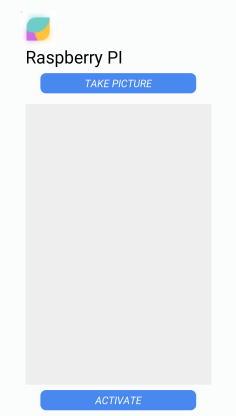 Raspberry PI
TAKE PICTURE
ACTIVATE